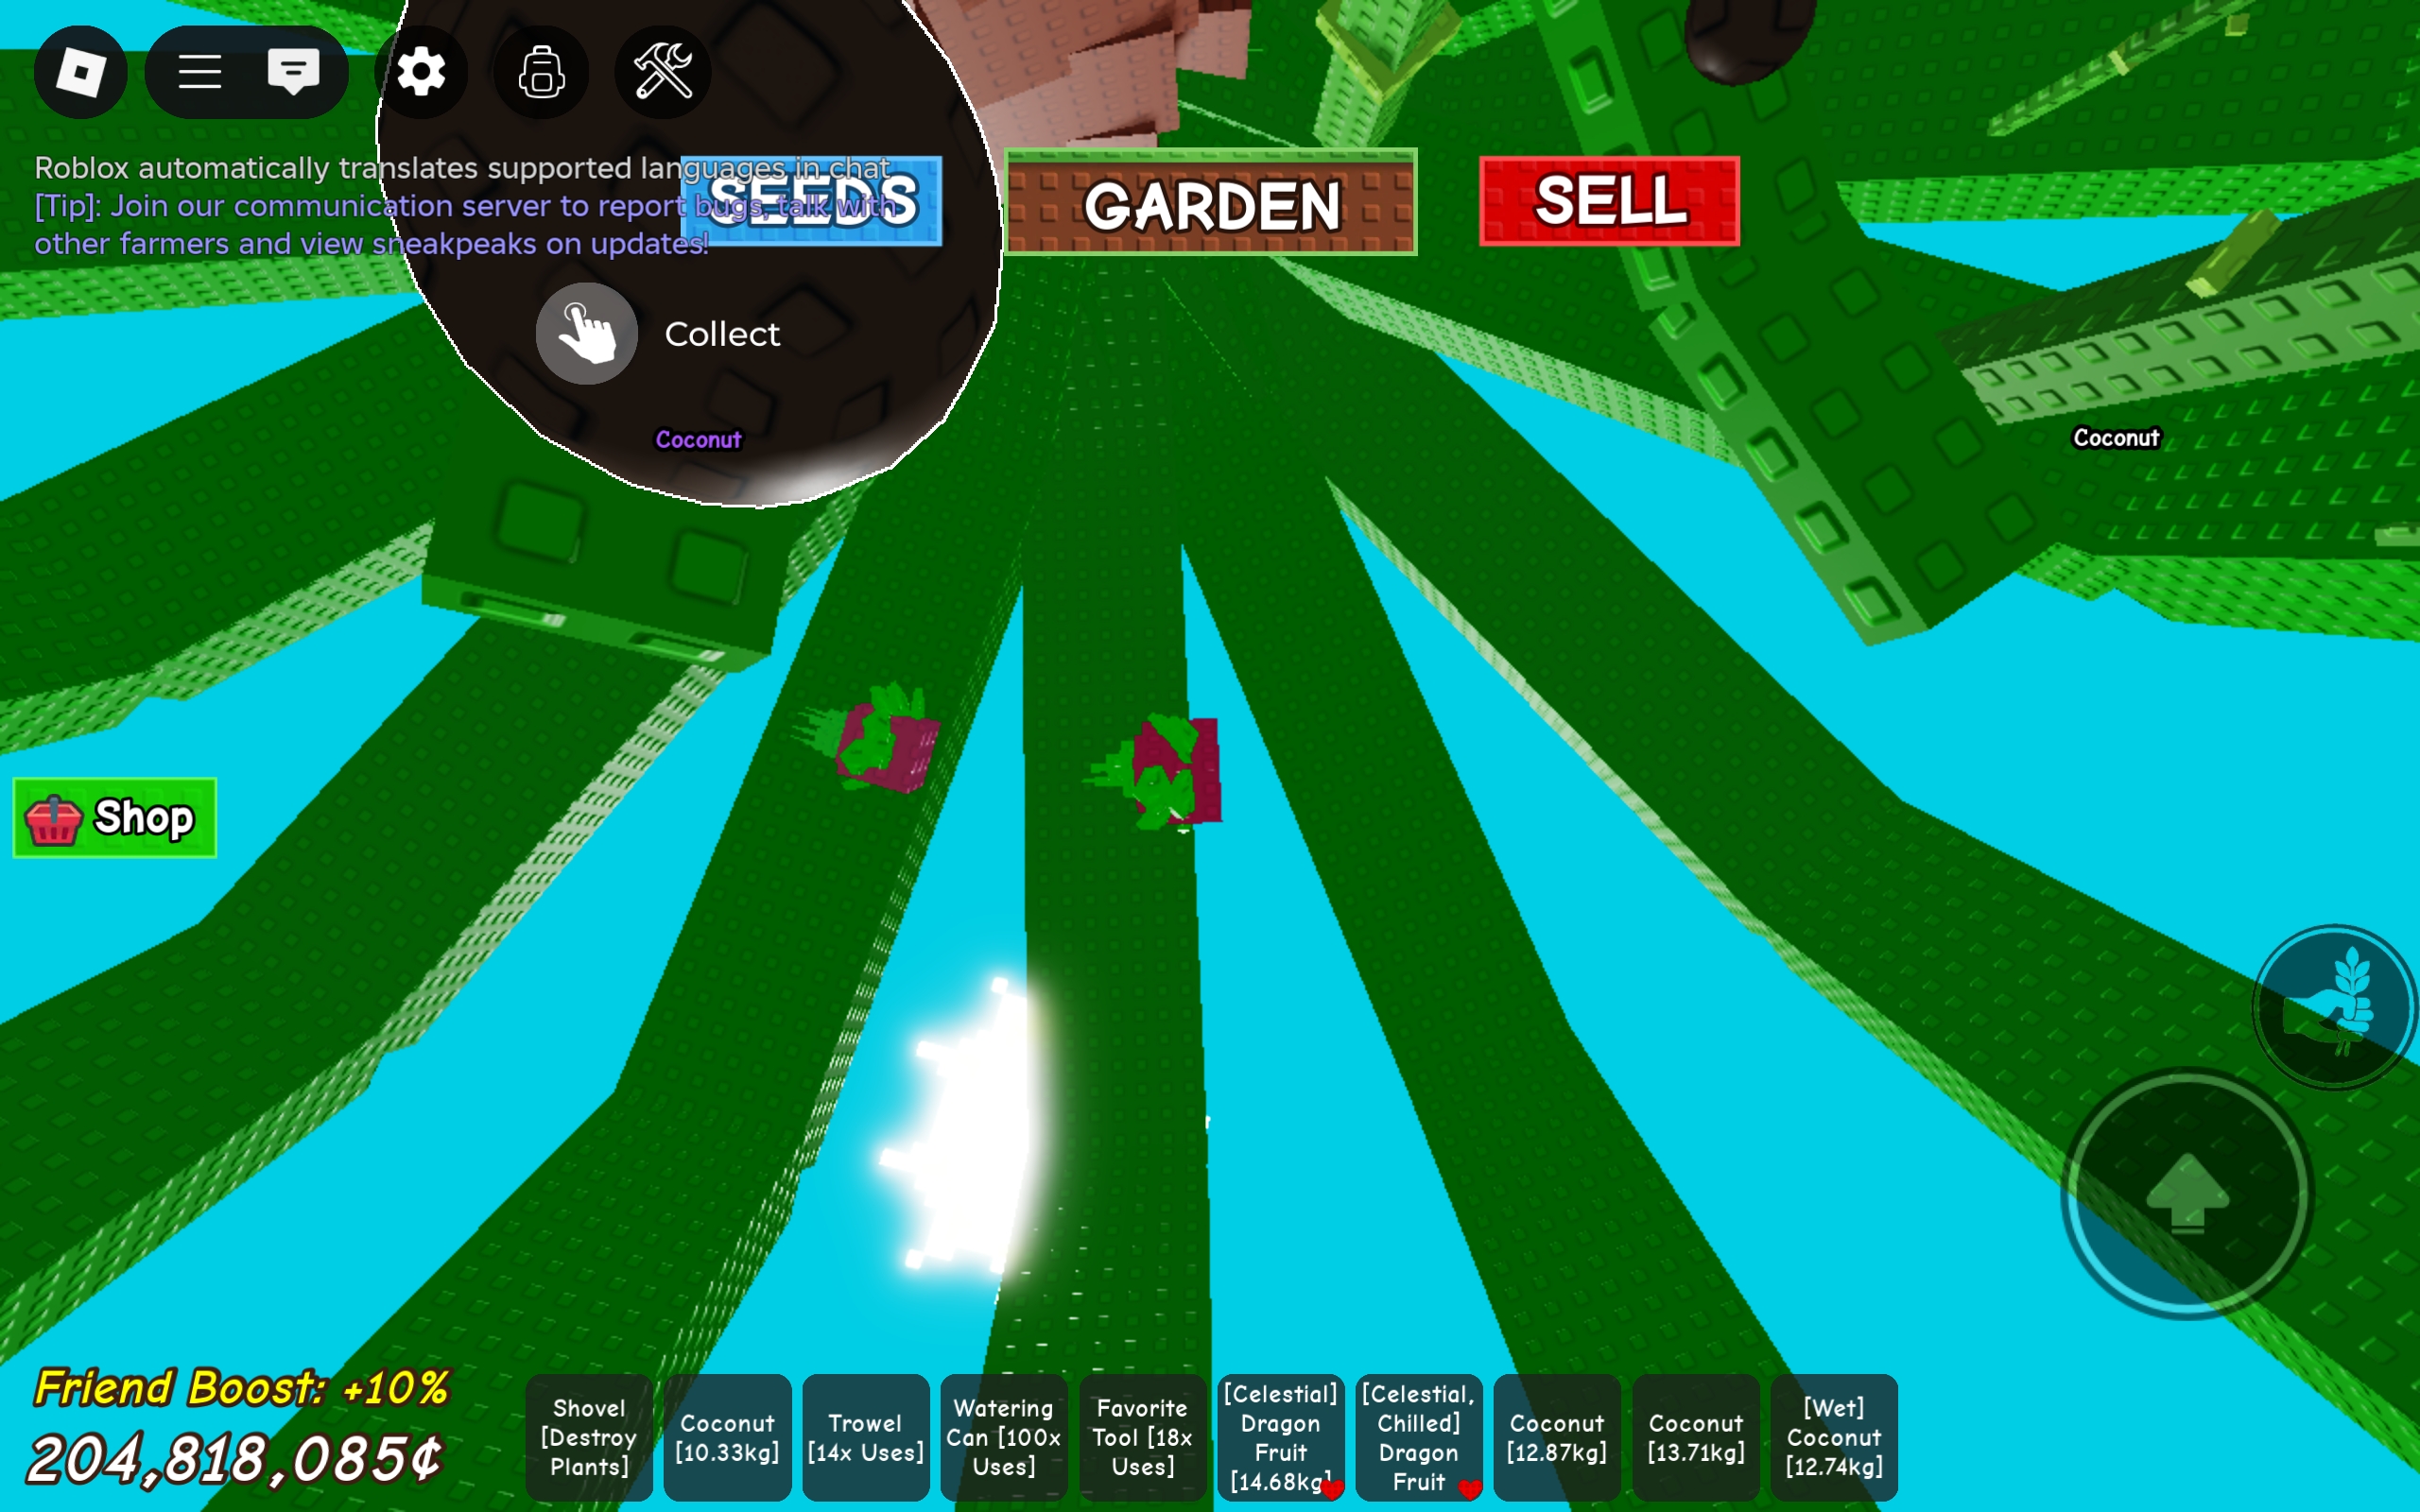 Roblox automatically translates supported languages in chat
[Tip]: Join our communication server to report bugs, talk with
other farmers and view sneakpeaks on updates!
SEEDS
GARDEN
SELL
Collect
Coconut
Coconut
Shop
Friend Boost: +10%
204,818,085¢
Shovel
[Destroy
Plants]
Coconut
[10.33kg]
Trowel
[14x Uses]
Watering
Can [100x
Uses]
Favorite
Tool [18x
Uses]
[Celestial]
Dragon
Fruit
[14.68kg]
[Celestial,
Chilled]
Dragon
Fruit
Coconut
[12.87kg]
Coconut
[13.71kg]
[Wet]
Coconut
[12.74kg]